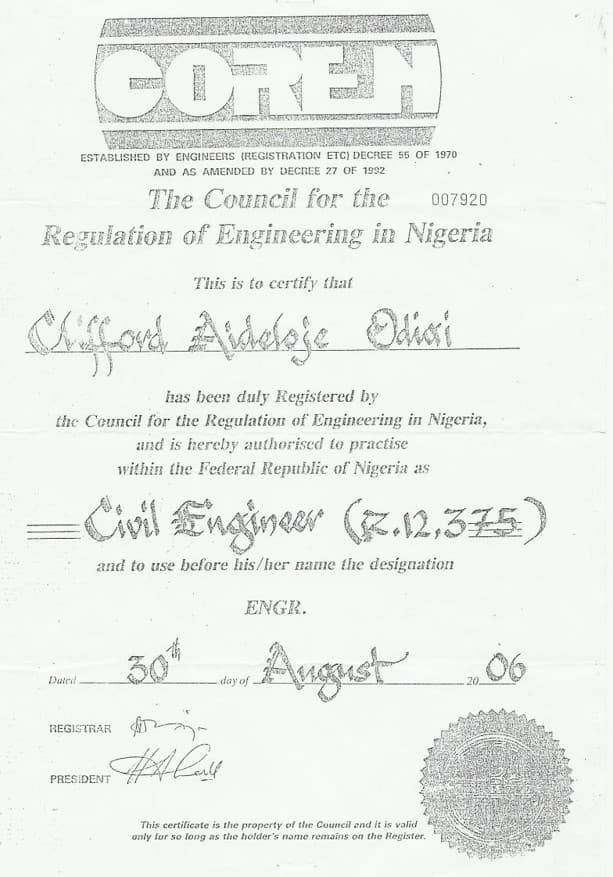 COREN
ESTABLISHED BY ENGINEERS (REGISTRATION ETC) DECREE 55 OF 1970
AND AS AMENDED BY DECREE 27 OF 1992
The Council for the 007920
Regulation of Engineering in Nigeria
This is to certify that
Clifford Aideloje Odiai
has been duly Registered by
the Council for the Regulation of Engineering in Nigeria,
and is hereby authorised to practise
within the Federal Republic of Nigeria as
Civil Engineer (R.12,375)
and to use before his/her name the designation
ENGR.
Dated 30th day of August 20 06
REGISTRAR
PRESIDENT
This certificate is the property of the Council and it is valid
only for so long as the holder's name remains on the Register.